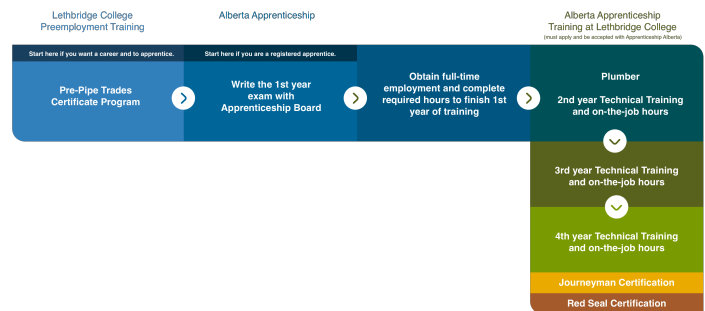 Lethbridge College
Preemployment Training
Alberta Apprenticeship
Alberta Apprenticeship
Training at Lethbridge College
(must apply and be accepted with Apprenticeship Alberta)
Start here if you want a career and to apprentice.
Start here if you are a registered apprentice.
Pre-Pipe Trades
Certificate Program
Write the 1st year
exam with
Apprenticeship Board
Obtain full-time
employment and complete
required hours to finish 1st
year of training
Plumber
2nd year Technical Training
and on-the-job hours
3rd year Technical Training
and on-the-job hours
4th year Technical Training
and on-the-job hours
Journeyman Certification
Red Seal Certification